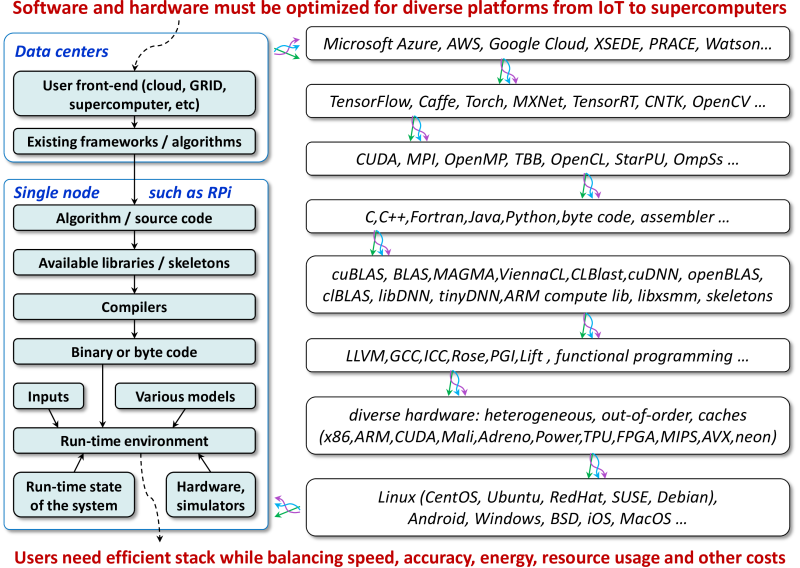 Software and hardware must be optimized for diverse platforms from IoT to supercomputers
Data centers
User front-end (cloud, GRID,
supercomputer, etc)
Existing frameworks / algorithms
Single node such as RPi
Algorithm / source code
Available libraries / skeletons
Compilers
Binary or byte code
Inputs
Various models
Run-time environment
Run-time state
of the system
Hardware,
simulators
Microsoft Azure, AWS, Google Cloud, XSEDE, PRACE, Watson...
TensorFlow, Caffe, Torch, MXNet, TensorRT, CNTK, OpenCV ...
CUDA, MPI, OpenMP, TBB, OpenCL, StarPU, OmpSs ...
C,C++,Fortran,Java,Python,byte code, assembler ...
cuBLAS, BLAS,MAGMA,ViennaCL,CLBlast,cuDNN, openBLAS,
clBLAS, libDNN, tinyDNN,ARM compute lib, libxsmm, skeletons
LLVM,GCC,ICC,Rose,PGI,Lift , functional programming ...
diverse hardware: heterogeneous, out-of-order, caches
(x86,ARM,CUDA,Mali,Adreno,Power,TPU,FPGA,MIPS,AVX,neon)
Linux (CentOS, Ubuntu, RedHat, SUSE, Debian),
Android, Windows, BSD, iOS, MacOS ...
Users need efficient stack while balancing speed, accuracy, energy, resource usage and other costs